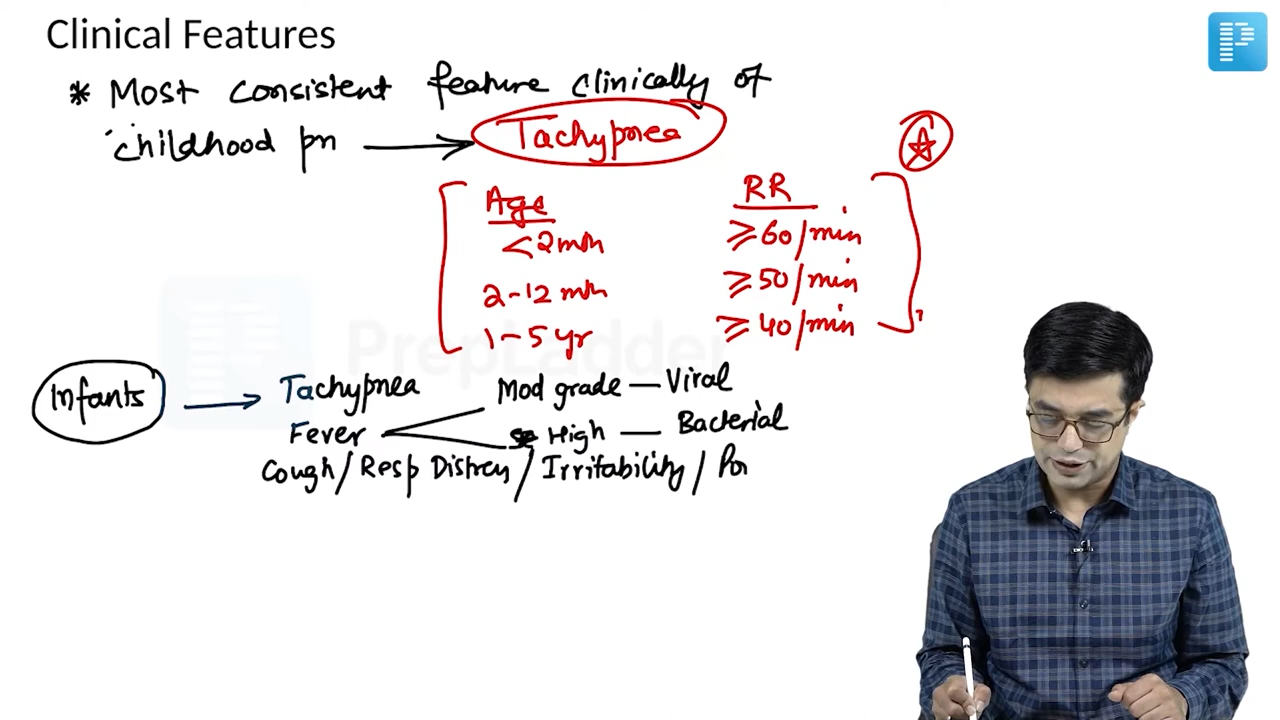 Clinical Features
* Most consistent feature clinically of
childhood pn → Tachypnea
Age RR
<2 mth ≥60/min
2-12 mth ≥50/min
1-5 yr ≥40/min
Infants → Tachypnea Mod grade — Viral
Fever High — Bacterial
Cough/Resp Distress/Irritability/Por
PrepLadder